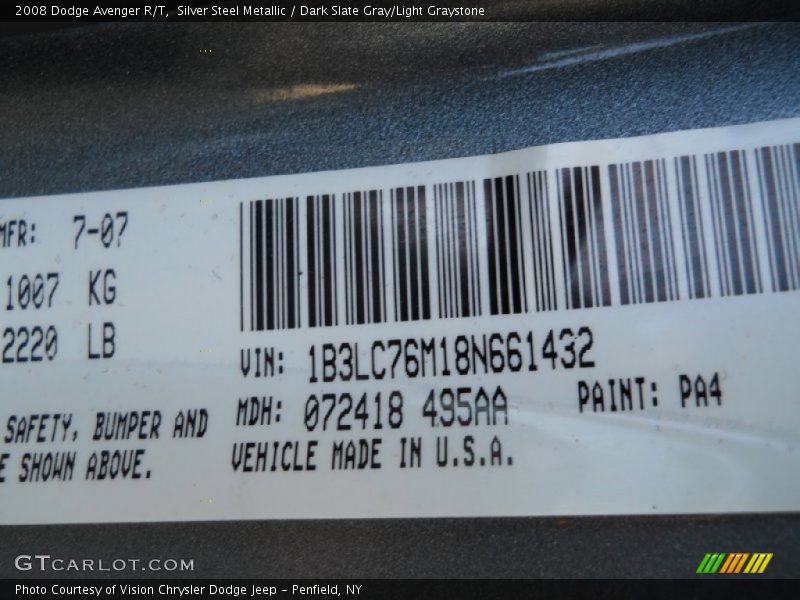 2008 Dodge Avenger R/T,  Silver Steel Metallic / Dark Slate Gray/Light Graystone
MFR: 7-07
1007 KG
2220 LB
SAFETY, BUMPER AND
SHOWN ABOVE.
VIN: 1B3LC76M18N661432
MDH: 072418 495AA
PAINT: PA4
VEHICLE MADE IN U.S.A.
GTCARLOT.COM
Photo Courtesy of Vision Chrysler Dodge Jeep - Penfield, NY